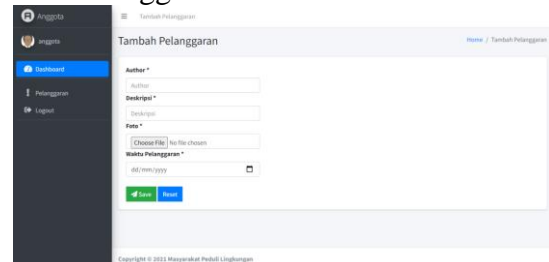 Anggota
Tambah Pelanggaran
anggota
Tambah Pelanggaran
Home / Tambah Pelanggaran
Dashboard
Pelanggaran
Logout
Author *
Author
Deskripsi *
Deskripsi
Foto *
Choose File No file chosen
Waktu Pelanggaran *
dd/mm/yyyy
Save Reset
Copyright © 2021 Masyarakat Peduli Lingkungan